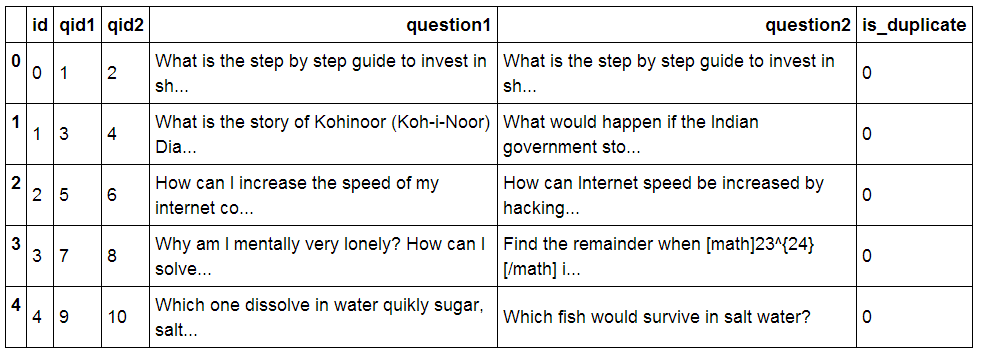 id qid1 qid2 question1 question2 is_duplicate
0 0 1 2 What is the step by step guide to invest in sh... What is the step by step guide to invest in sh... 0
1 1 3 4 What is the story of Kohinoor (Koh-i-Noor) Dia... What would happen if the Indian government sto... 0
2 2 5 6 How can I increase the speed of my internet co... How can Internet speed be increased by hacking... 0
3 3 7 8 Why am I mentally very lonely? How can I solve... Find the remainder when [math]23^{24}[/math] i... 0
4 4 9 10 Which one dissolve in water quikly sugar, salt... Which fish would survive in salt water? 0